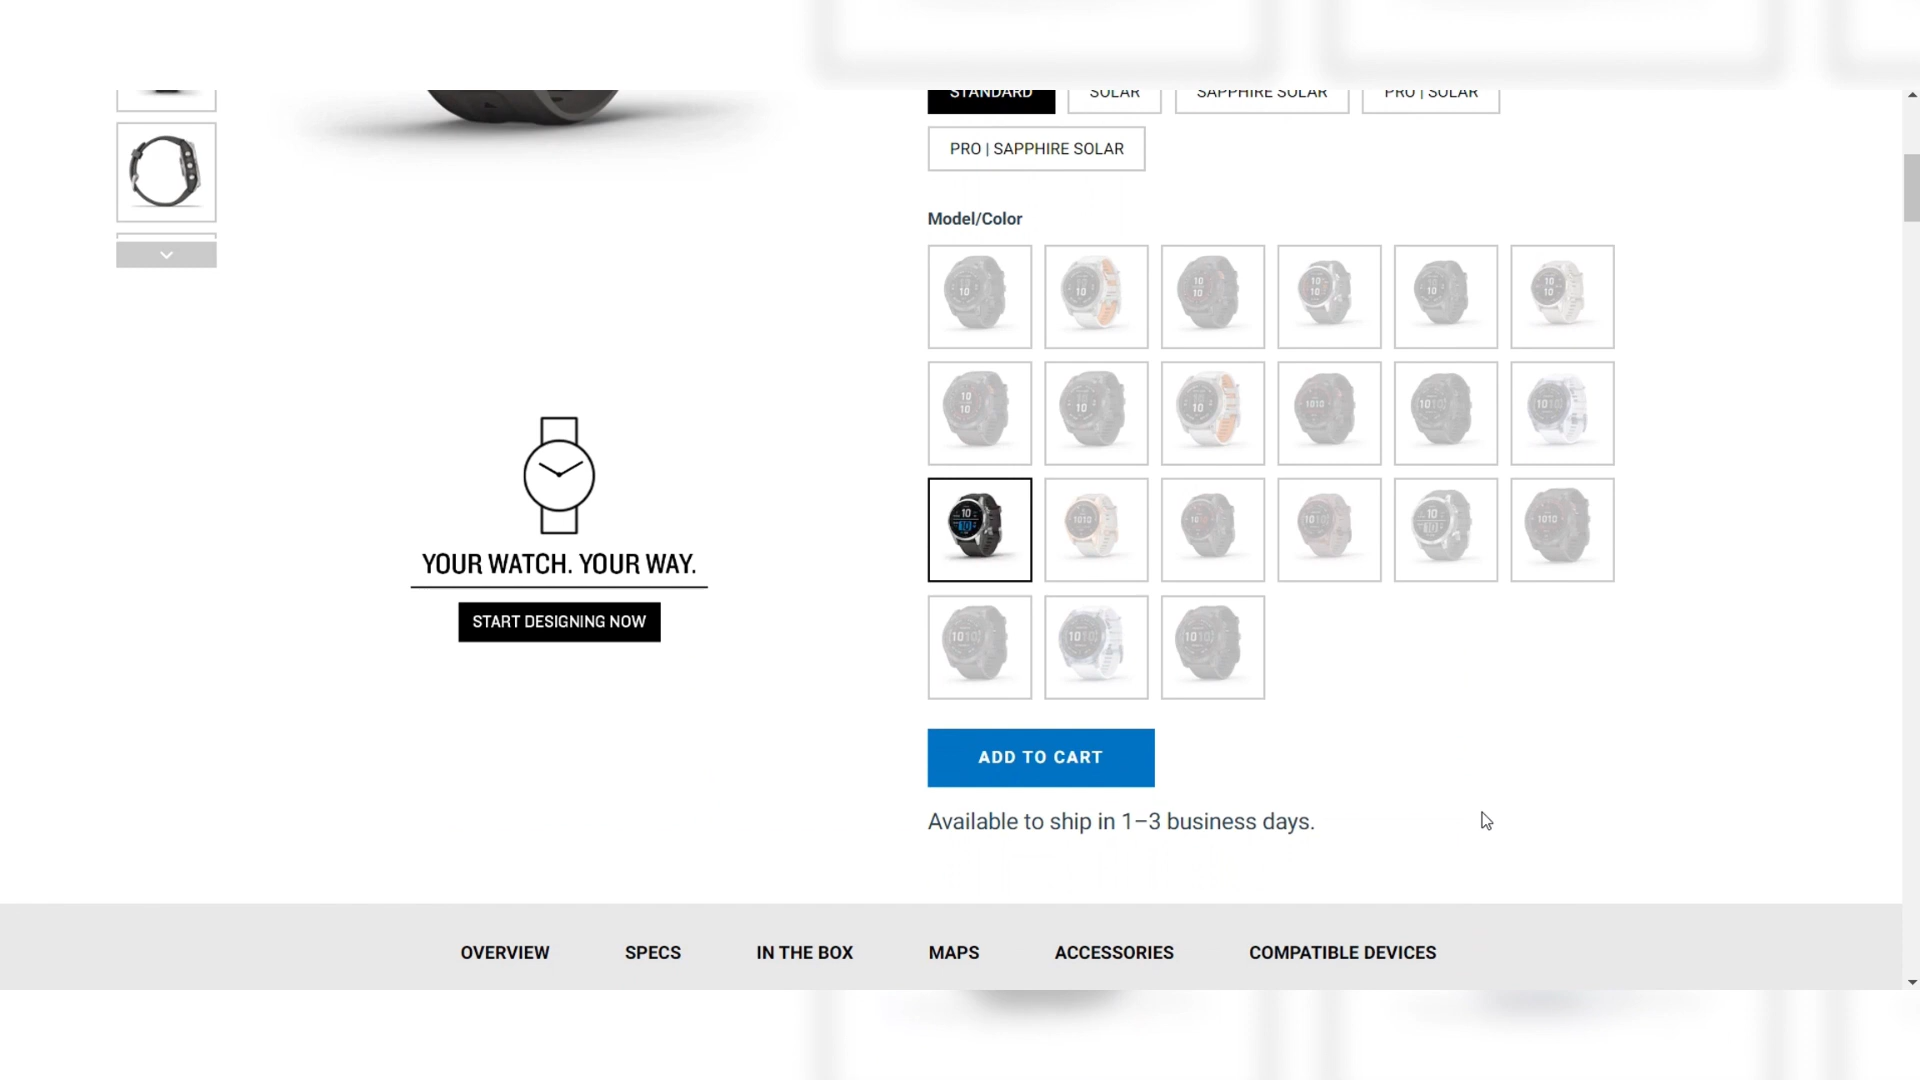 STANDARD
SOLAR
SAPPHIRE SOLAR
PRO | SOLAR
PRO | SAPPHIRE SOLAR
Model/Color
YOUR WATCH. YOUR WAY.
START DESIGNING NOW
ADD TO CART
Available to ship in 1–3 business days.
OVERVIEW
SPECS
IN THE BOX
MAPS
ACCESSORIES
COMPATIBLE DEVICES